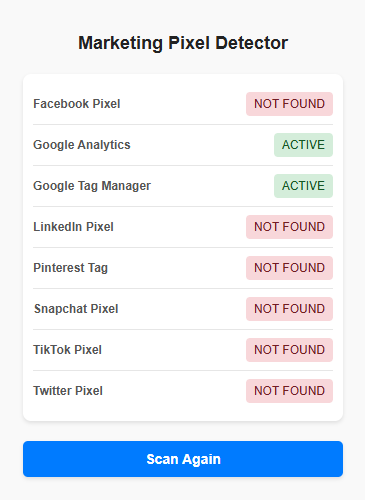 Marketing Pixel Detector
Facebook Pixel NOT FOUND
Google Analytics ACTIVE
Google Tag Manager ACTIVE
LinkedIn Pixel NOT FOUND
Pinterest Tag NOT FOUND
Snapchat Pixel NOT FOUND
TikTok Pixel NOT FOUND
Twitter Pixel NOT FOUND
Scan Again